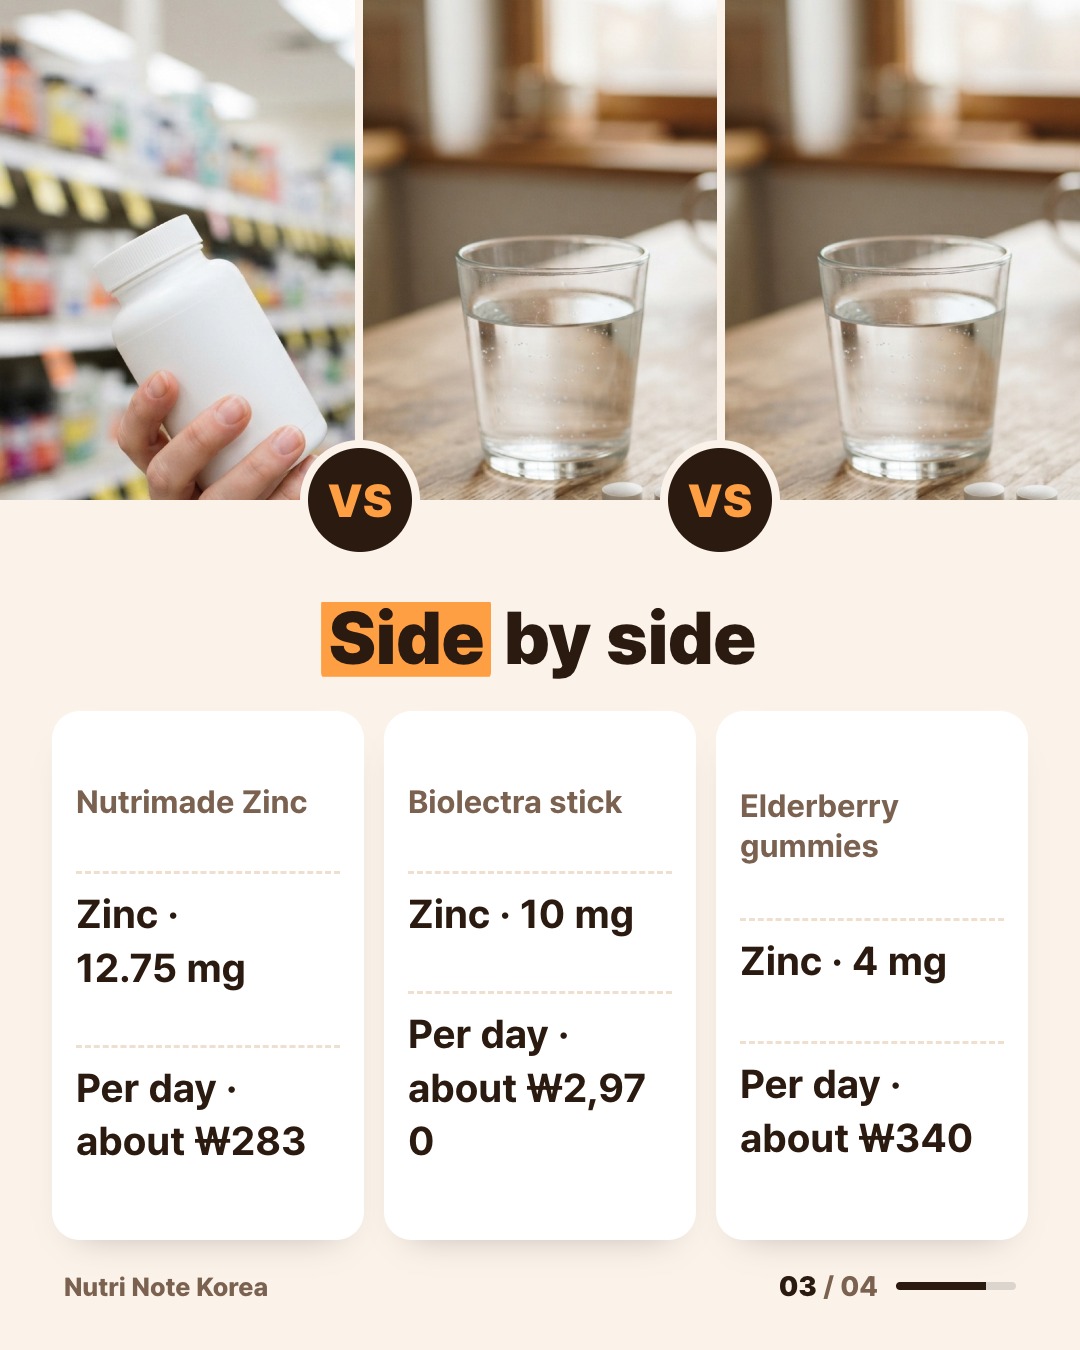 VS
VS
Side by side
Nutrimade Zinc
Zinc ·
12.75 mg
Per day ·
about ₩283
Biolectra stick
Zinc · 10 mg
Per day ·
about ₩2,97
0
Elderberry
gummies
Zinc · 4 mg
Per day ·
about ₩340
Nutri Note Korea
03 / 04